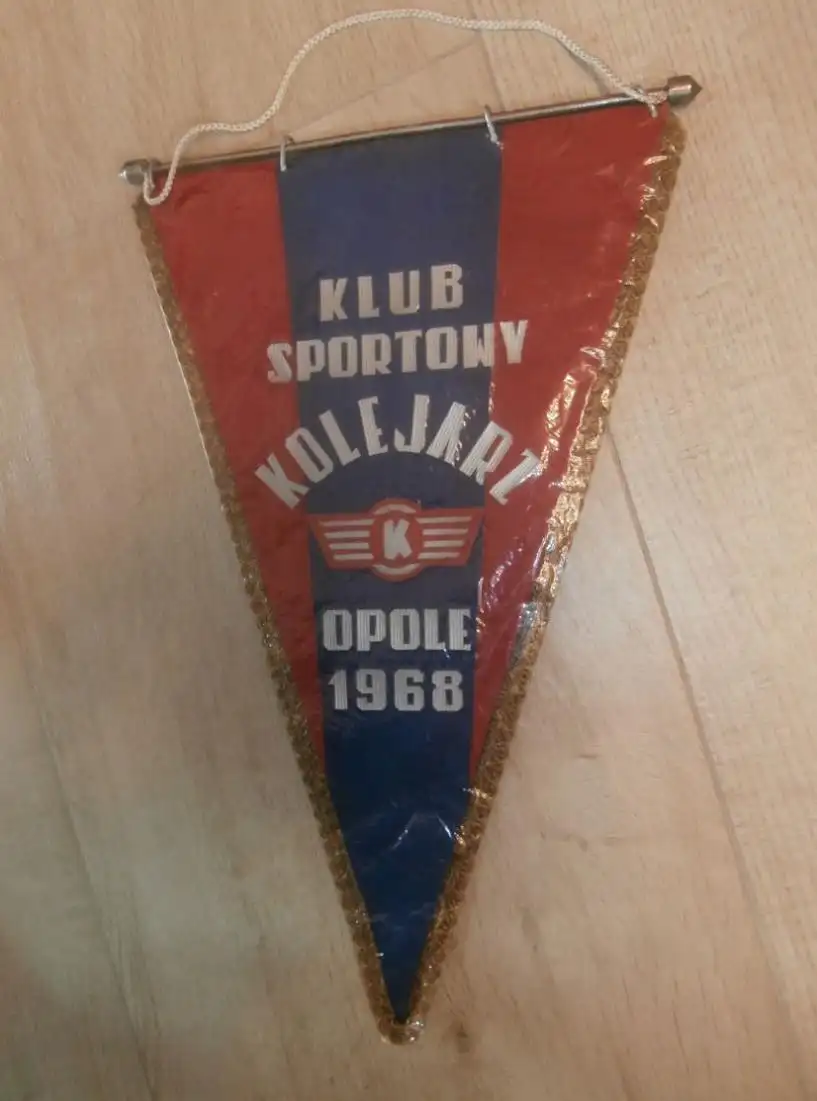 KLUB
SPORTOWY
KOLEJARZ
K
OPOLE
1968